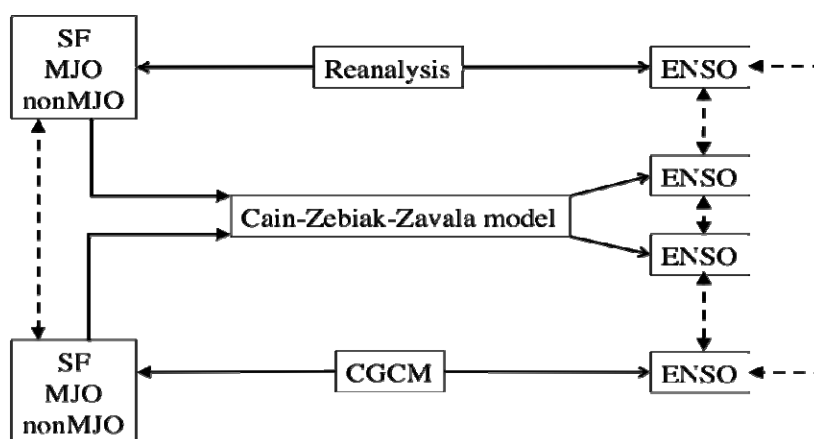 SF
MJO
nonMJO
Reanalysis
ENSO
ENSO
Cain-Zebiak-Zavala model
ENSO
SF
MJO
nonMJO
CGCM
ENSO